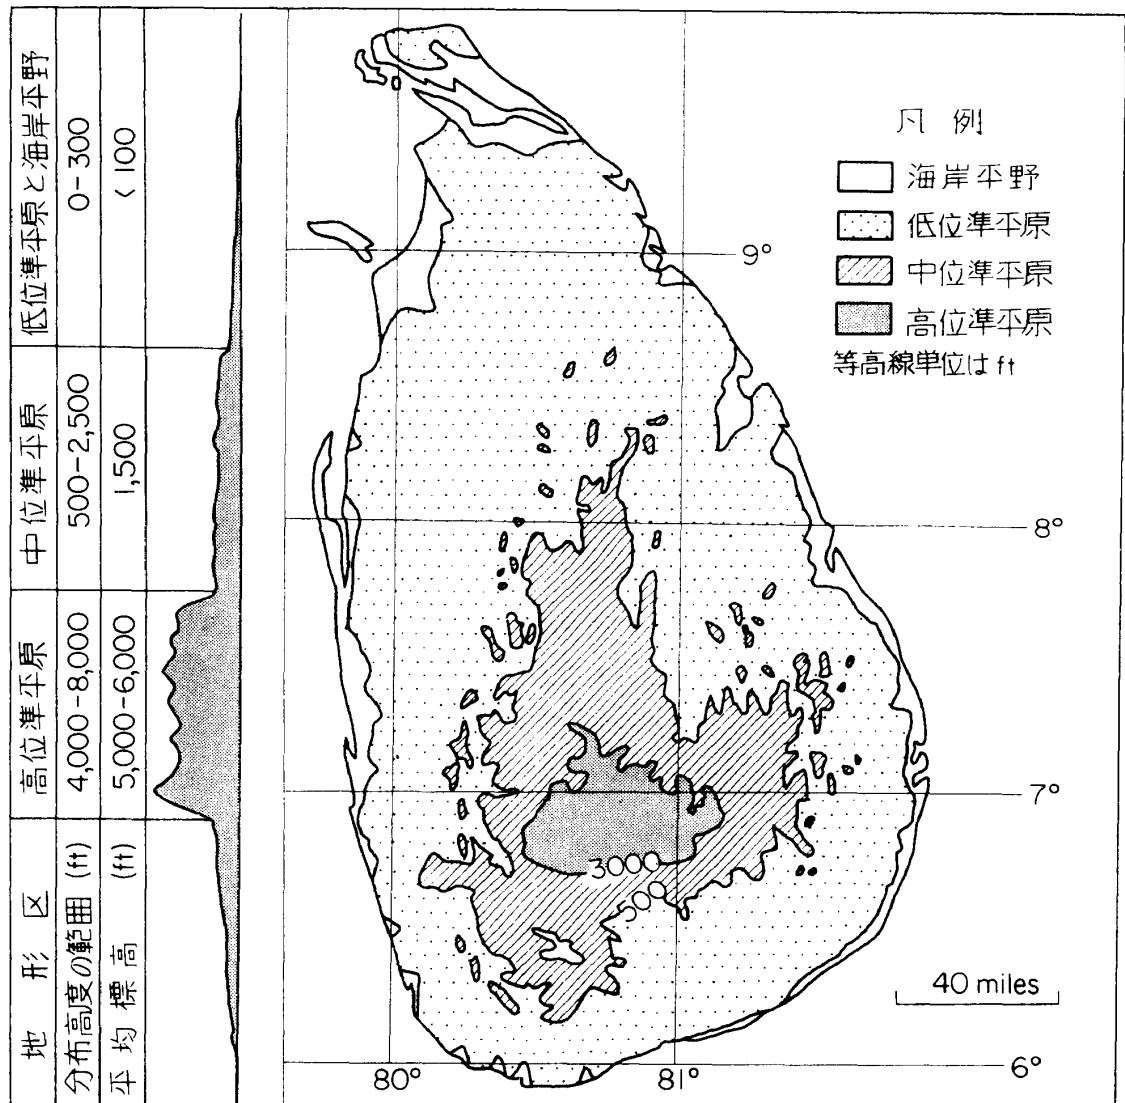 地形区
分布高度の範囲 (ft)
平均標高 (ft)
高位準平原
4,000-8,000
5,000-6,000
中位準平原
500-2,500
1,500
低位準平原と海岸平野
0-300
<100
凡例
海岸平野
低位準平原
中位準平原
高位準平原
等高線単位は ft
9°
8°
7°
3000
500
40 miles
80°
81°
6°